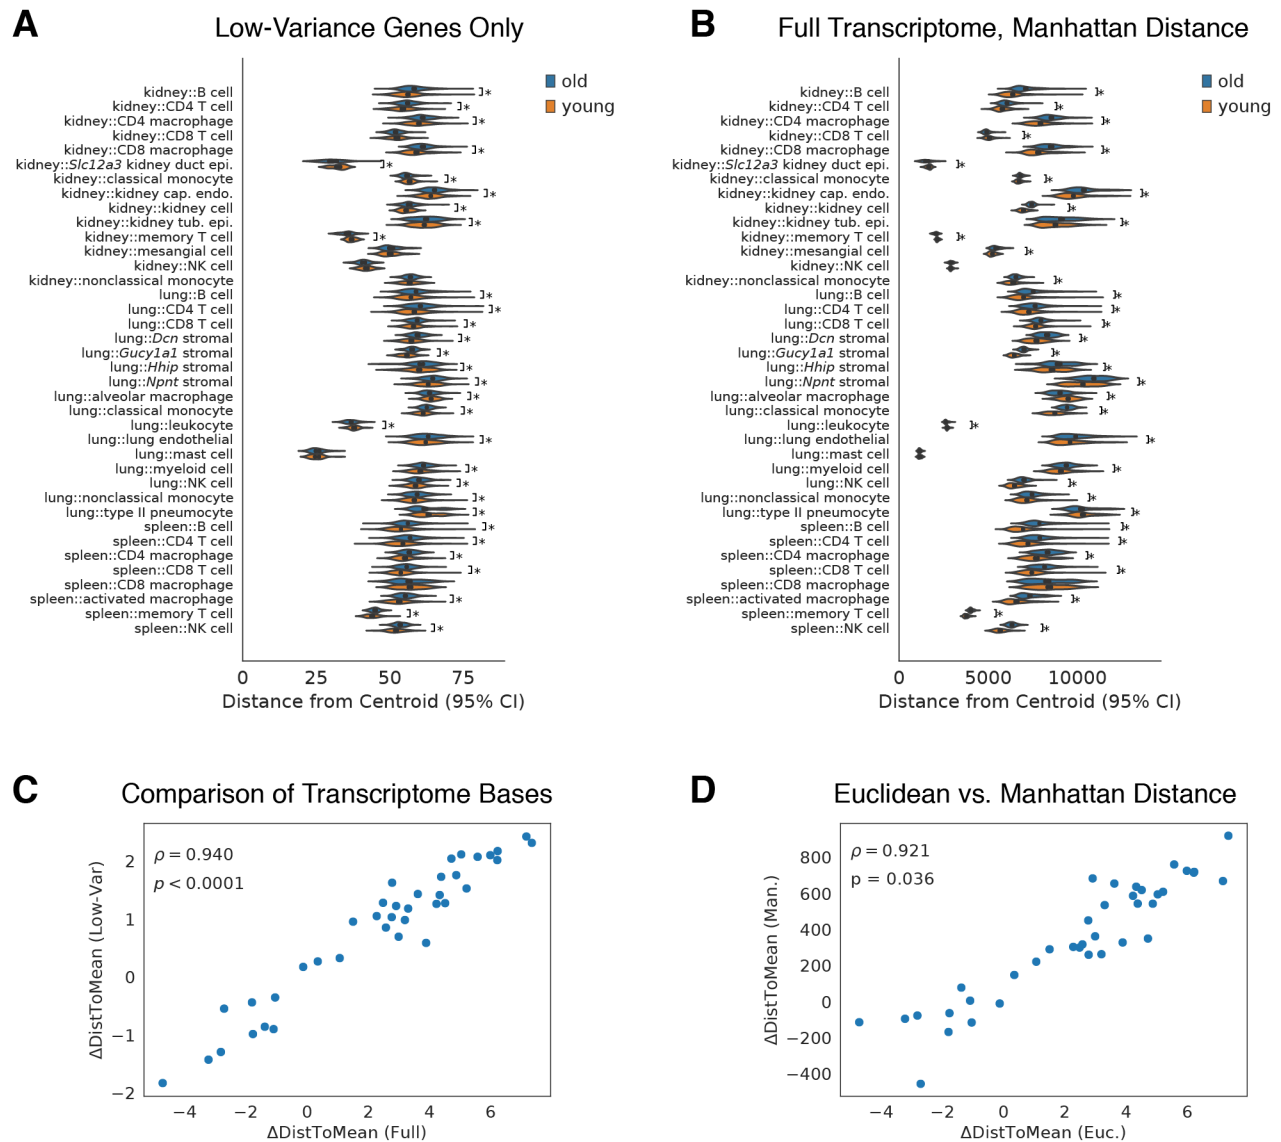 A
Low-Variance Genes Only
old
young
kidney::B cell
kidney::CD4 T cell
kidney::CD4 macrophage
kidney::CD8 T cell
kidney::CD8 macrophage
kidney::Slc12a3 kidney duct epi.
kidney::classical monocyte
kidney::kidney cap. endo.
kidney::kidney cell
kidney::kidney tub. epi.
kidney::memory T cell
kidney::mesangial cell
kidney::NK cell
kidney::nonclassical monocyte
lung::B cell
lung::CD4 T cell
lung::CD8 T cell
lung::Dcn stromal
lung::Gucy1a1 stromal
lung::Hhip stromal
lung::Npnt stromal
lung::alveolar macrophage
lung::classical monocyte
lung::leukocyte
lung::lung endothelial
lung::mast cell
lung::myeloid cell
lung::NK cell
lung::nonclassical monocyte
lung::type II pneumocyte
spleen::B cell
spleen::CD4 T cell
spleen::CD4 macrophage
spleen::CD8 T cell
spleen::CD8 macrophage
spleen::activated macrophage
spleen::memory T cell
spleen::NK cell
0 25 50 75
Distance from Centroid (95% CI)
B
Full Transcriptome, Manhattan Distance
old
young
kidney::B cell
kidney::CD4 T cell
kidney::CD4 macrophage
kidney::CD8 T cell
kidney::CD8 macrophage
kidney::Slc12a3 kidney duct epi.
kidney::classical monocyte
kidney::kidney cap. endo.
kidney::kidney cell
kidney::kidney tub. epi.
kidney::memory T cell
kidney::mesangial cell
kidney::NK cell
kidney::nonclassical monocyte
lung::B cell
lung::CD4 T cell
lung::CD8 T cell
lung::Dcn stromal
lung::Gucy1a1 stromal
lung::Hhip stromal
lung::Npnt stromal
lung::alveolar macrophage
lung::classical monocyte
lung::leukocyte
lung::lung endothelial
lung::mast cell
lung::myeloid cell
lung::NK cell
lung::nonclassical monocyte
lung::type II pneumocyte
spleen::B cell
spleen::CD4 T cell
spleen::CD4 macrophage
spleen::CD8 T cell
spleen::CD8 macrophage
spleen::activated macrophage
spleen::memory T cell
spleen::NK cell
0 5000 10000
Distance from Centroid (95% CI)
C
Comparison of Transcriptome Bases
ρ = 0.940
p < 0.0001
ΔDistToMean (Low-Var)
2
1
0
−1
−2
−4 −2 0 2 4 6
ΔDistToMean (Full)
D
Euclidean vs. Manhattan Distance
ρ = 0.921
p = 0.036
ΔDistToMean (Man.)
800
600
400
200
0
−200
−400
−4 −2 0 2 4 6
ΔDistToMean (Euc.)